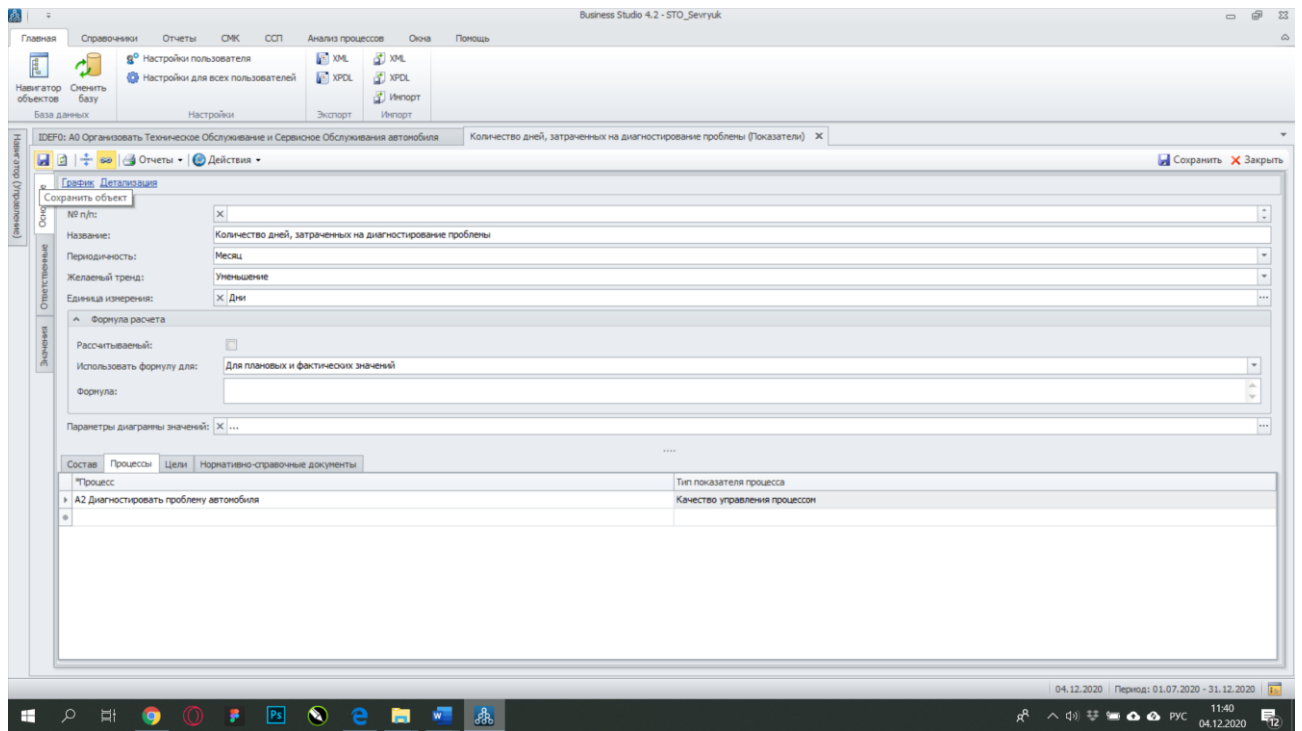 Business Studio 4.2 - STO_Sevryuk
Главная Справочники Отчеты СМК ССП Анализ процессов Окна Помощь
Навигатор объектов
Сменить базу
Настройки пользователя
Настройки для всех пользователей
XML
XPDL
XML
XPDL
Импорт
База данных Настройки Экспорт Импорт
Навигатор (Управление)
IDEF0: A0 Организовать Техническое Обслуживание и Сервисное Обслуживания автомобиля Количество дней, затраченных на диагностирование проблемы (Показатели)
Отчеты Действия Сохранить Закрыть
График Детализация
Сохранить объект
Ответственные
Значения
№ п/п:
Название: Количество дней, затраченных на диагностирование проблемы
Периодичность: Месяц
Желаемый тренд: Уменьшение
Единица измерения: Дни
Формула расчета
Рассчитываемый:
Использовать формулу для: Для плановых и фактических значений
Формула:
Параметры диаграммы значений: ...
Состав Процессы Цели Нормативно-справочные документы
*Процесс Тип показателя процесса
A2 Диагностировать проблему автомобиля Качество управления процессом
04.12.2020 Период: 01.07.2020 - 31.12.2020
Ps
РУС
11:40
04.12.2020
12